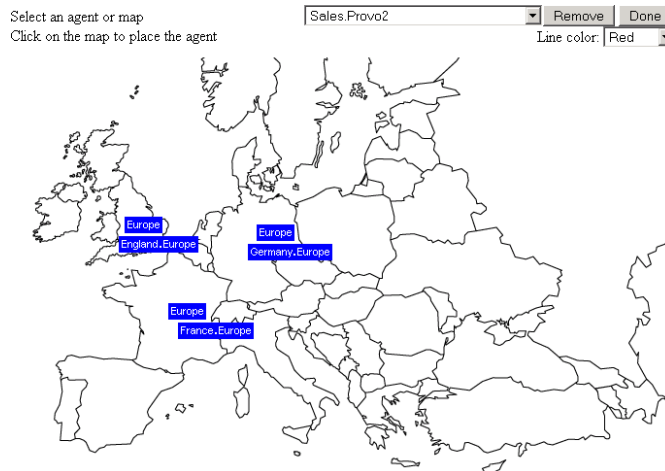 Select an agent or map
Sales.Provo2
Remove
Done
Click on the map to place the agent
Line color:
Red
Europe
England.Europe
Europe
Germany.Europe
Europe
France.Europe